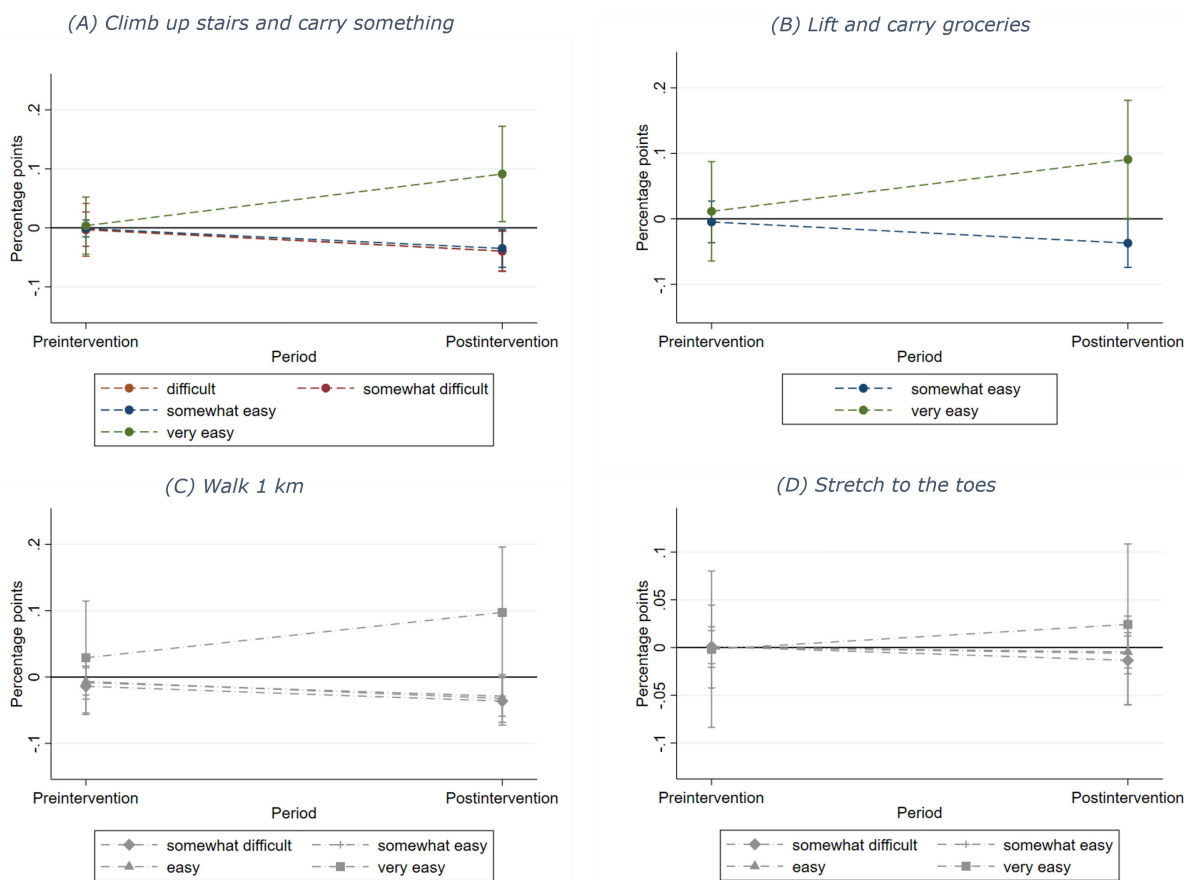 (A) Climb up stairs and carry something
Percentage points
.2
.1
0
-.1
Preintervention
Postintervention
Period
difficult
somewhat difficult
somewhat easy
very easy
(B) Lift and carry groceries
Percentage points
.2
.1
0
-.1
Preintervention
Postintervention
Period
somewhat easy
very easy
(C) Walk 1 km
Percentage points
.2
.1
0
-.1
Preintervention
Postintervention
Period
somewhat difficult
somewhat easy
easy
very easy
(D) Stretch to the toes
Percentage points
.1
.05
0
-.05
-.1
Preintervention
Postintervention
Period
somewhat difficult
somewhat easy
easy
very easy